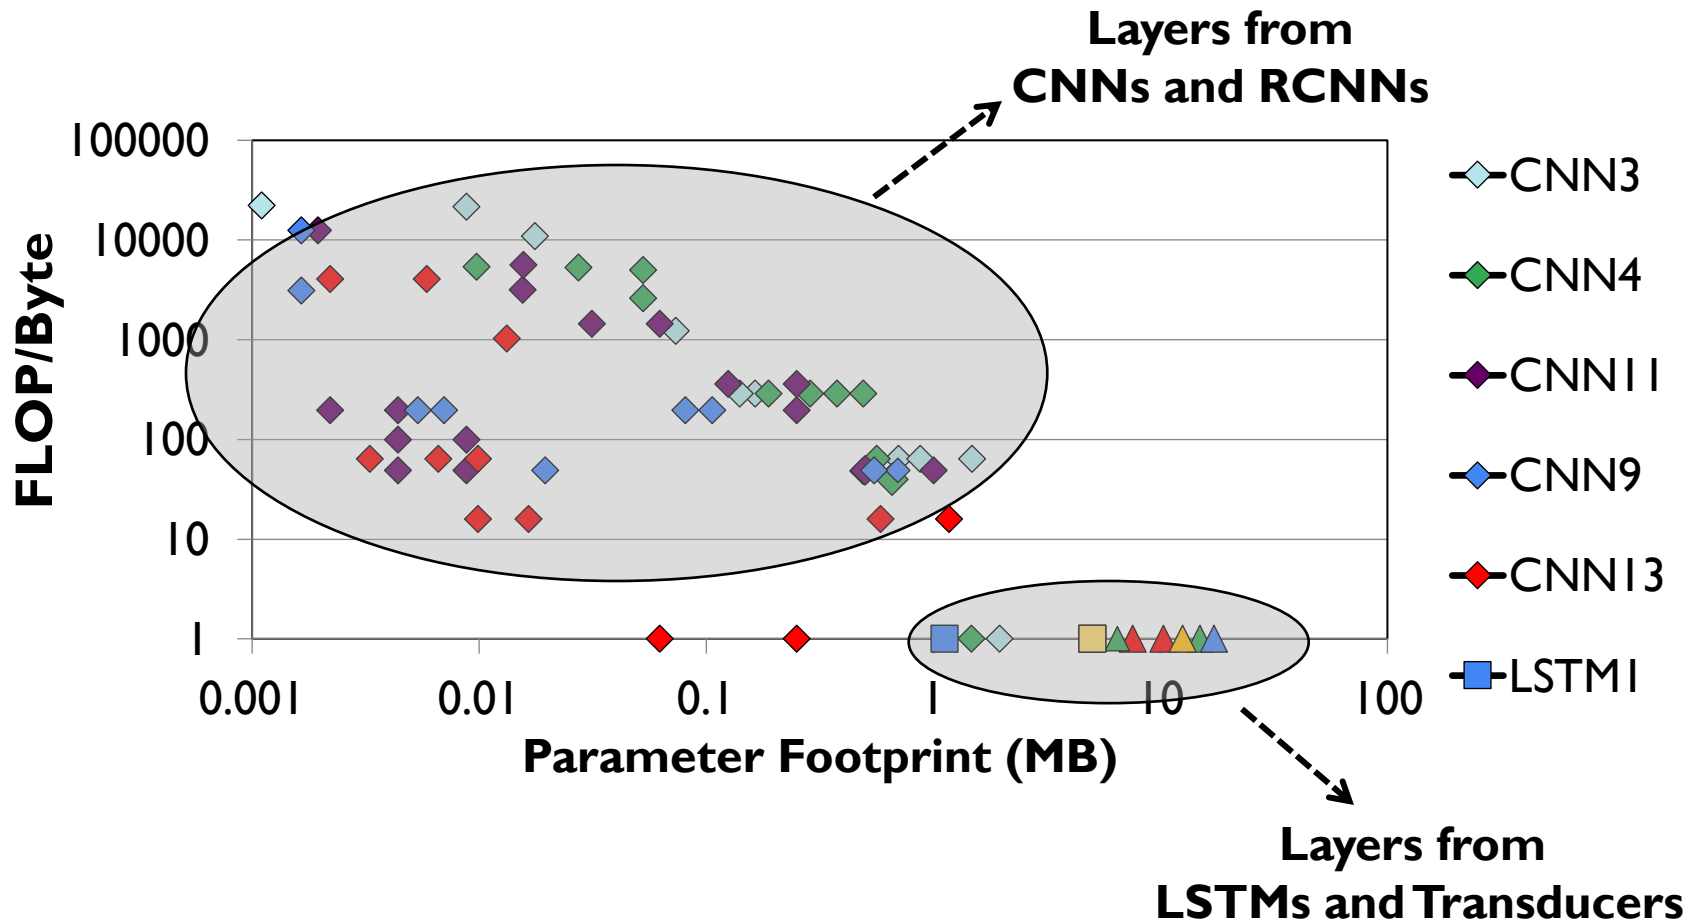 Layers from
CNNs and RCNNs
100000
10000
1000
100
10
1
FLOP/Byte
0.001 0.01 0.1 1 10 100
Parameter Footprint (MB)
CNN3
CNN4
CNN11
CNN9
CNN13
LSTM1
Layers from
LSTMs and Transducers